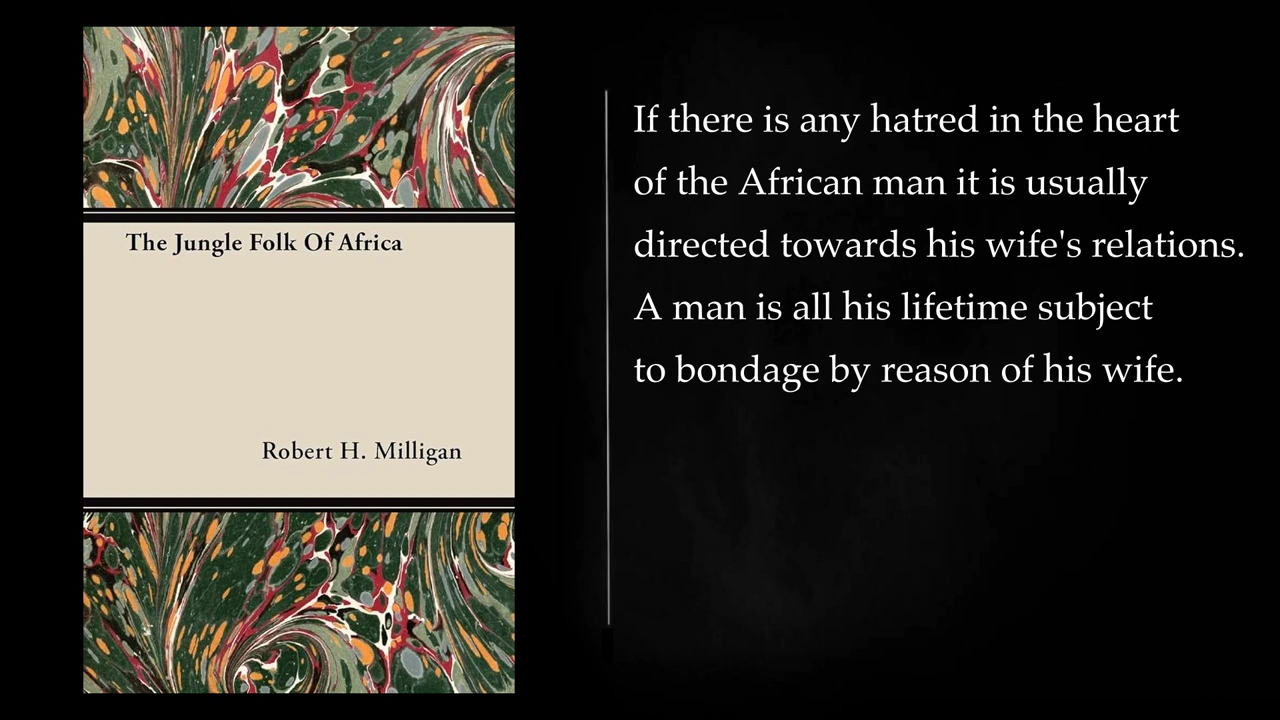 The Jungle Folk Of Africa
Robert H. Milligan
If there is any hatred in the heart
of the African man it is usually
directed towards his wife's relations.
A man is all his lifetime subject
to bondage by reason of his wife.